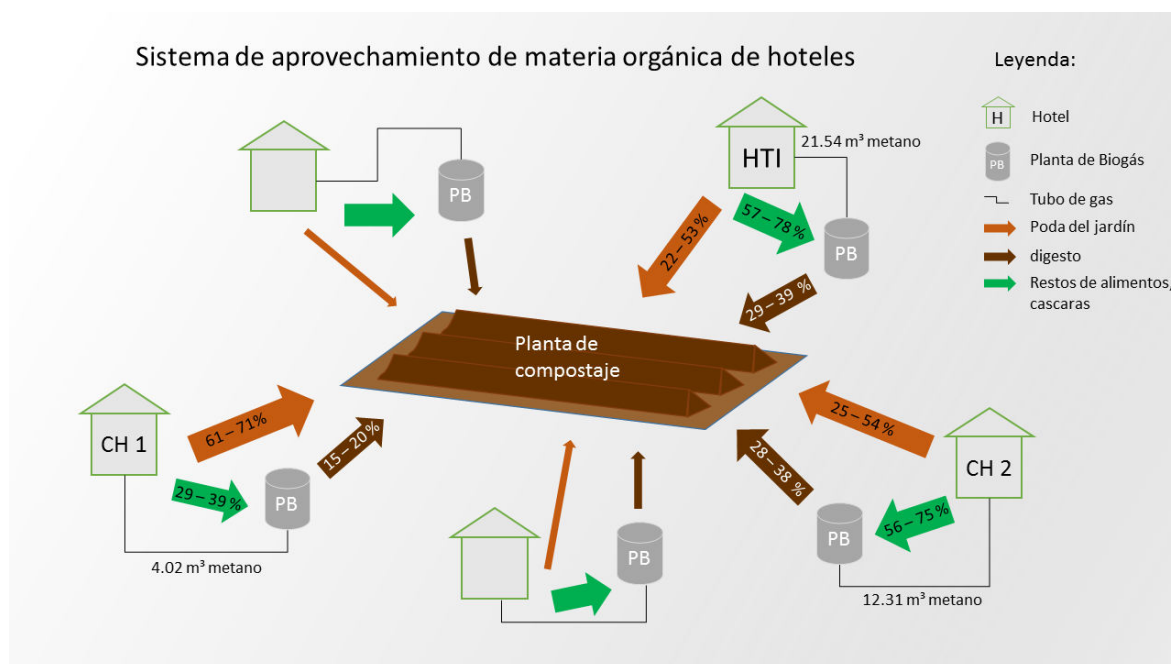 Sistema de aprovechamiento de materia orgánica de hoteles
Leyenda:
H
Hotel
PB
Planta de Biogás
Tubo de gas
Poda del jardín
digesto
Restos de alimentos,
cascaras
PB
HTI
21.54 m³ metano
22 – 53 %
57 – 78 %
PB
29 – 39 %
Planta de
compostaje
CH 1
61 – 71%
29 – 39 %
15 – 20 %
PB
4.02 m³ metano
PB
25 – 54 %
28 – 38 %
CH 2
56 – 75 %
PB
12.31 m³ metano